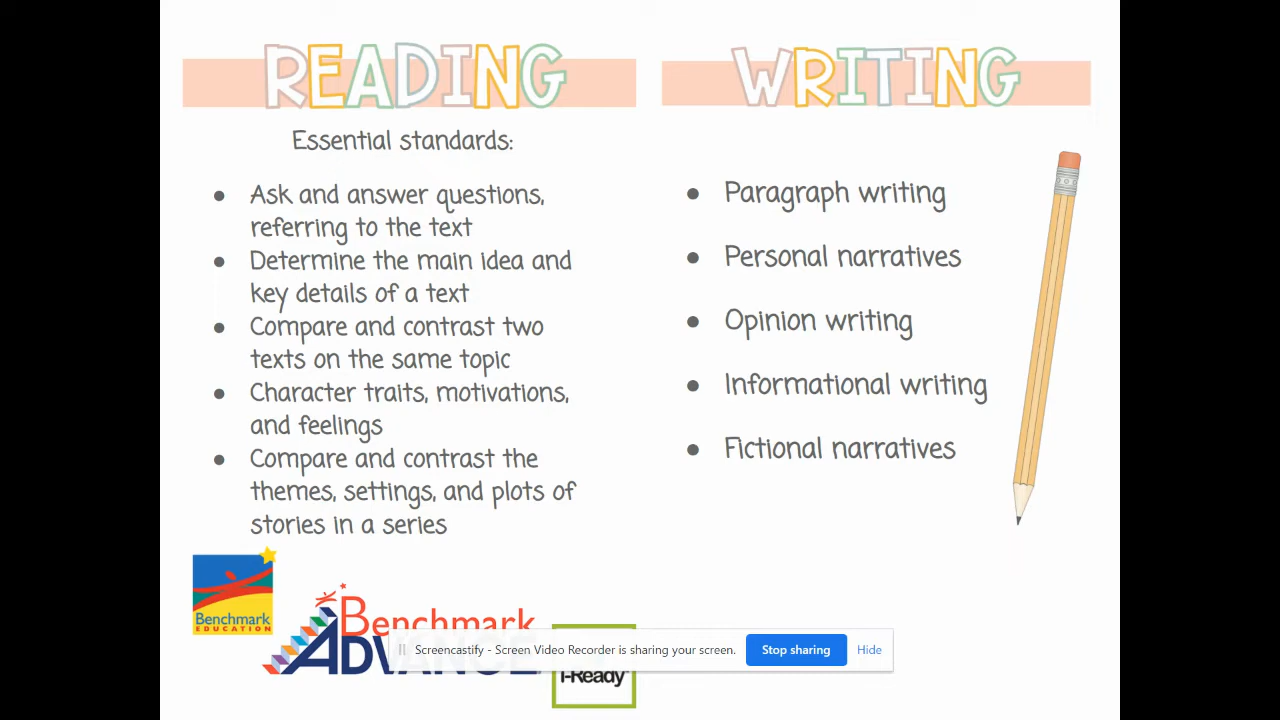 READING
Essential standards:
● Ask and answer questions,
referring to the text
● Determine the main idea and
key details of a text
● Compare and contrast two
texts on the same topic
● Character traits, motivations,
and feelings
● Compare and contrast the
themes, settings, and plots of
stories in a series
WRITING
● Paragraph writing
● Personal narratives
● Opinion writing
● Informational writing
● Fictional narratives
Benchmark
EDUCATION
Benchmark
ADVANCE
i-Ready
Screencastify - Screen Video Recorder is sharing your screen.
Stop sharing
Hide